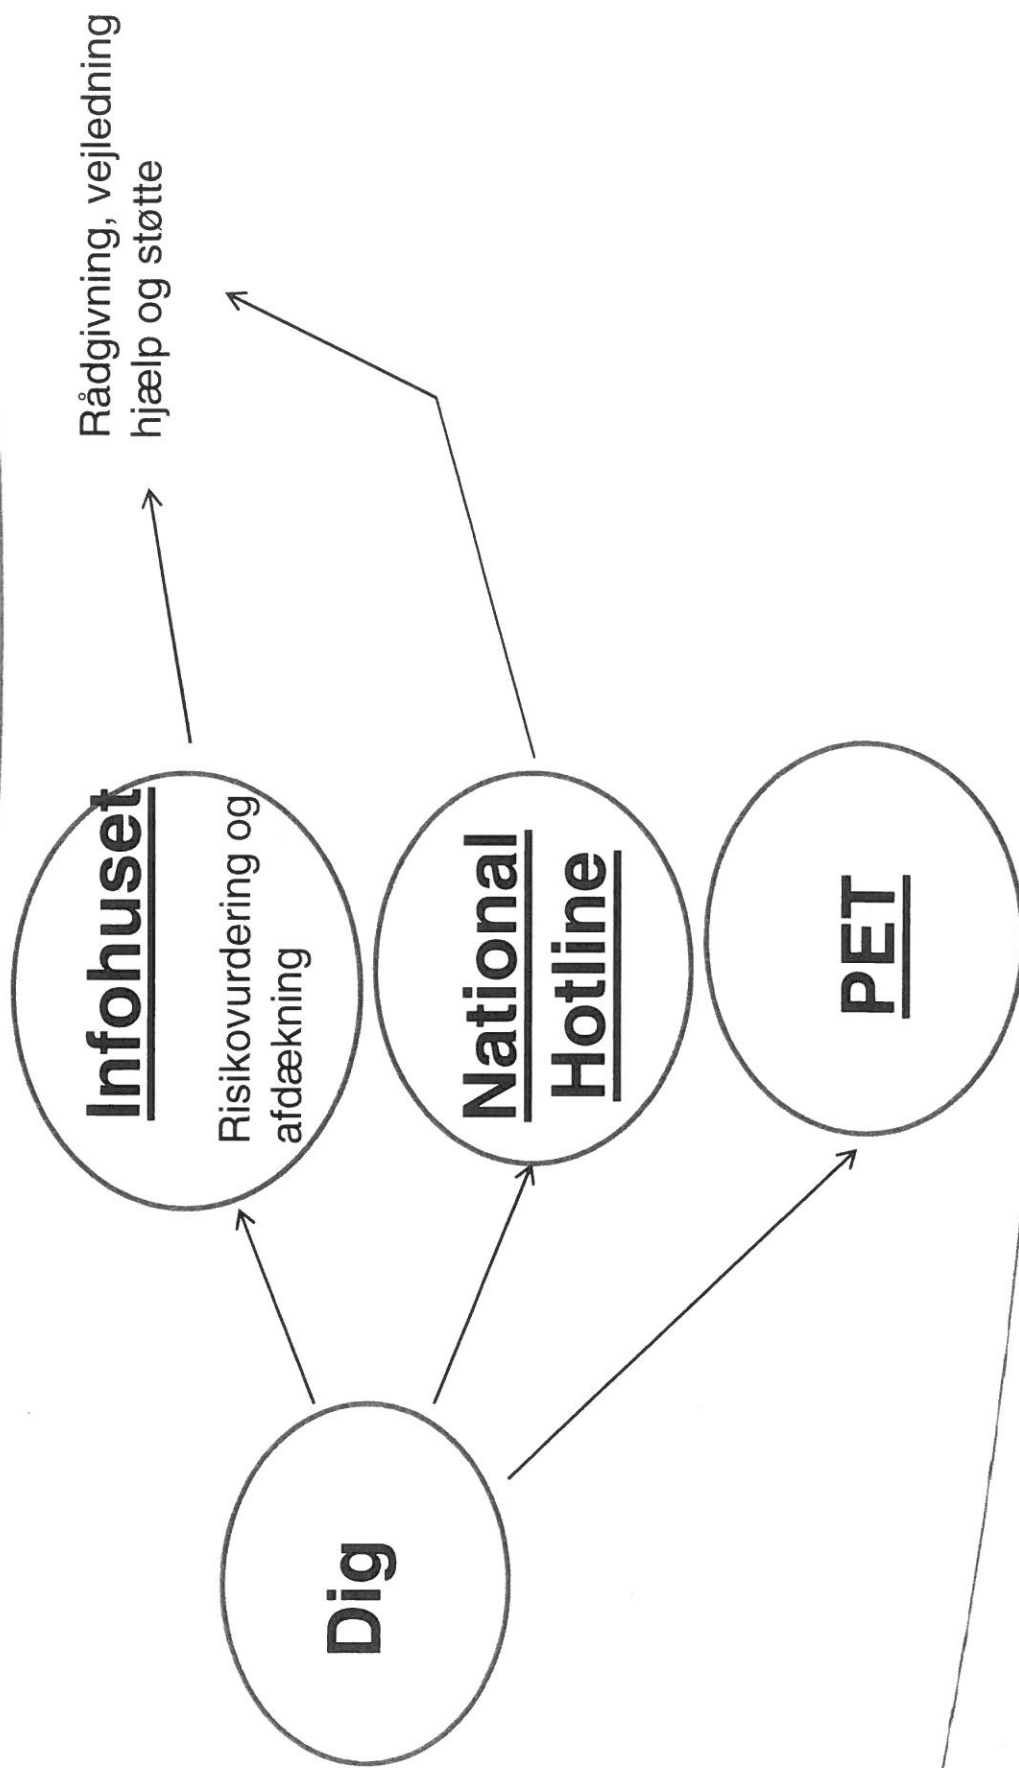 Dig
Infohuset
Risikovurdering og
afdækning
National
Hotline
PET
Rådgivning, vejledning
hjælp og støtte